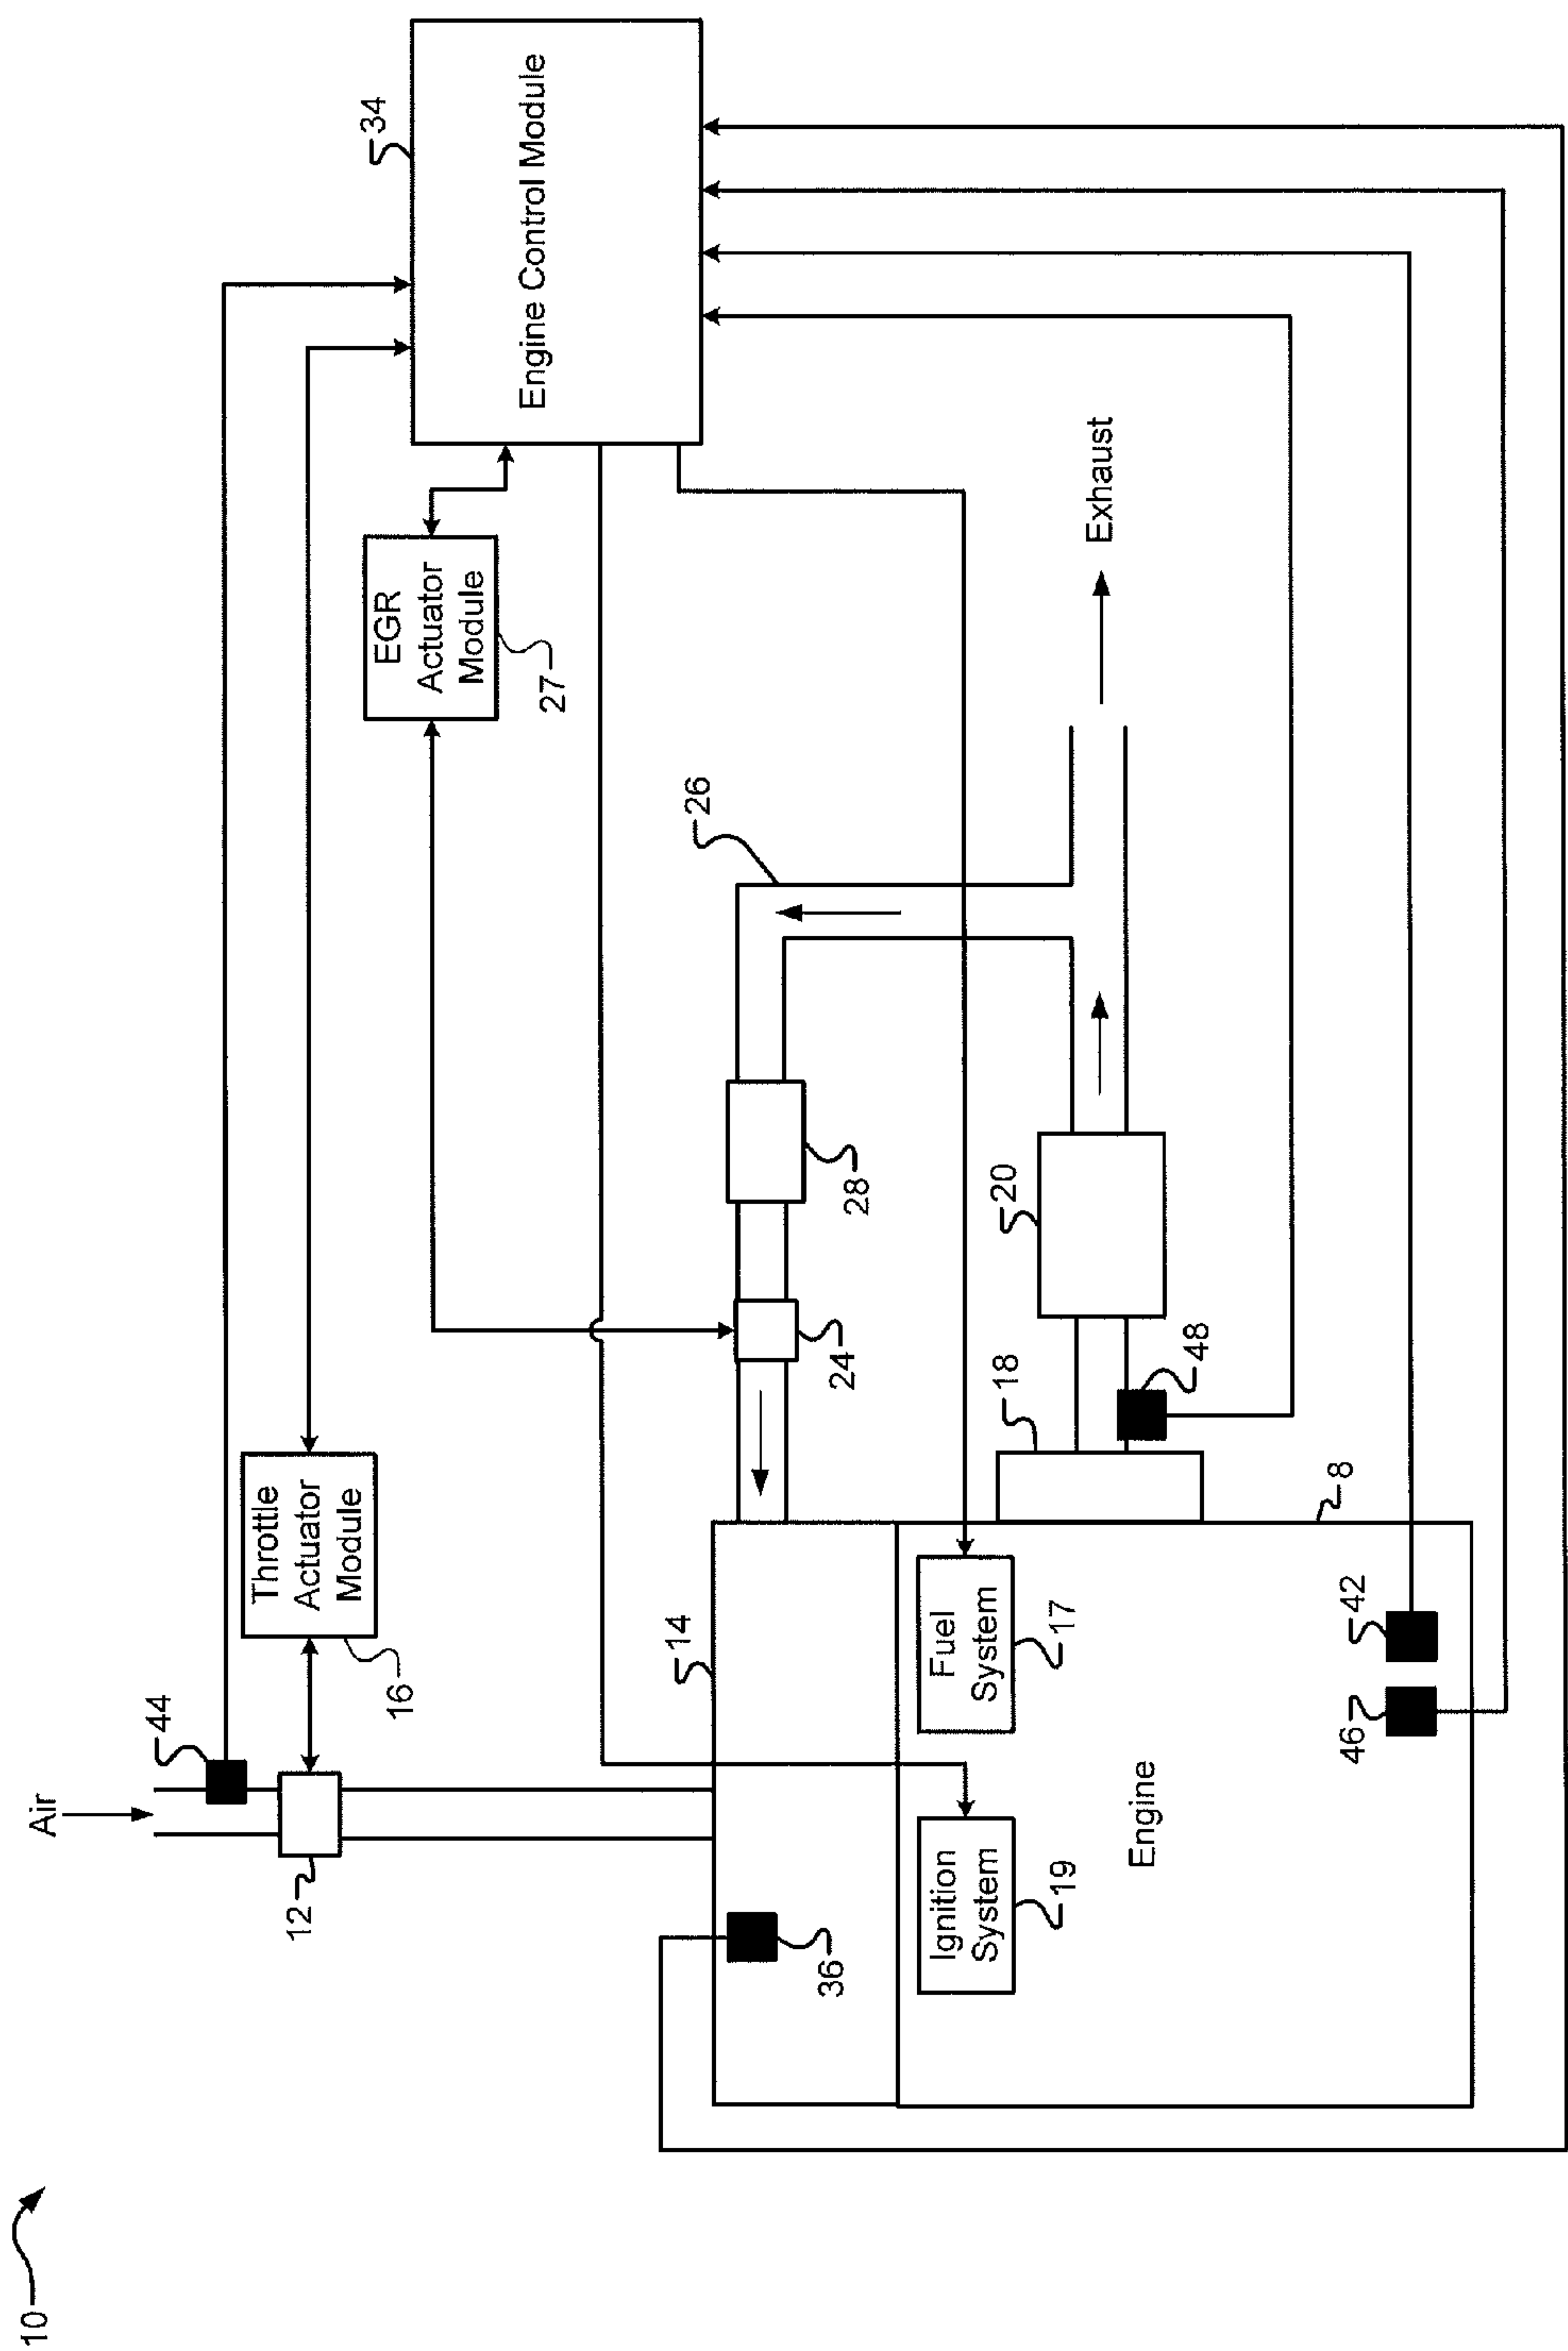 10
Air
44
12
Throttle
Actuator
Module
16
34
Engine Control Module
EGR
Actuator
Module
27
26
28
24
14
36
18
20
48
Exhaust
Fuel
System
17
Ignition
System
19
Engine
8
46
42